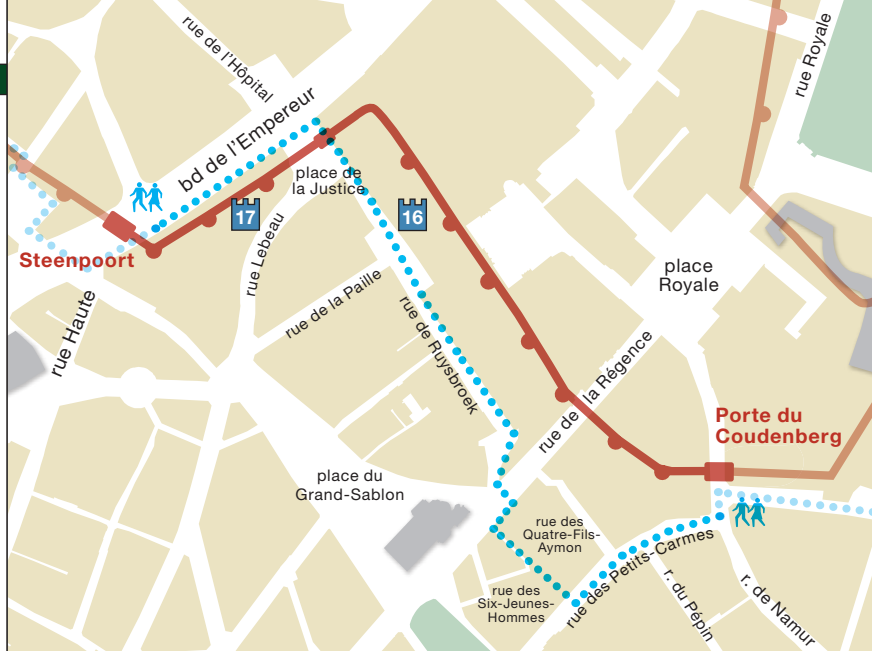 rue de l'Hôpital
rue Royale
bd de l'Empereur
place de
la Justice
17
16
Steenpoort
rue Lebeau
place
Royale
rue de la Paille
rue Haute
rue de Ruysbroek
rue de la Régence
Porte du
Coudenberg
place du
Grand-Sablon
rue des
Quatre-Fils-
Aymon
rue des Petits-Carmes
rue des
Six-Jeunes-
Hommes
r. du Pépin
r. de Namur